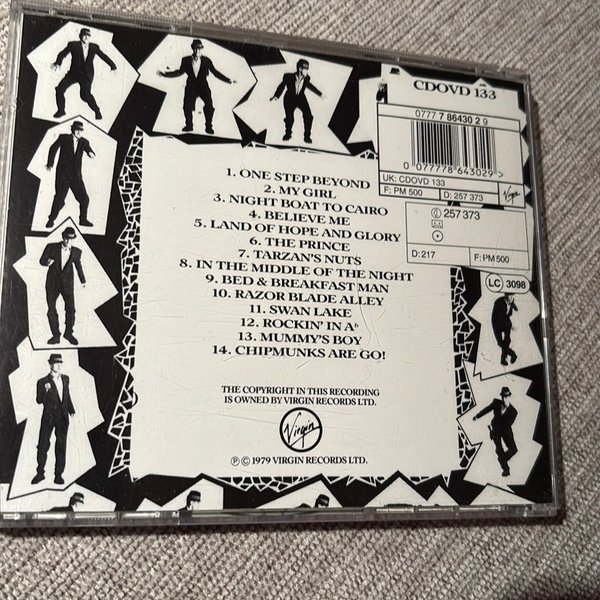 CDOVD 133
0777 7 86430 2 9
0 077778 643029 >
UK: CDOVD 133
F: PM 500 D: 257 373 Virgin
257 373
D: 217 F: PM 500
LC 3098
1. ONE STEP BEYOND
2. MY GIRL
3. NIGHT BOAT TO CAIRO
4. BELIEVE ME
5. LAND OF HOPE AND GLORY
6. THE PRINCE
7. TARZAN'S NUTS
8. IN THE MIDDLE OF THE NIGHT
9. BED & BREAKFAST MAN
10. RAZOR BLADE ALLEY
11. SWAN LAKE
12. ROCKIN' IN A♭
13. MUMMY'S BOY
14. CHIPMUNKS ARE GO!
THE COPYRIGHT IN THIS RECORDING
IS OWNED BY VIRGIN RECORDS LTD.
Virgin
℗ © 1979 VIRGIN RECORDS LTD.